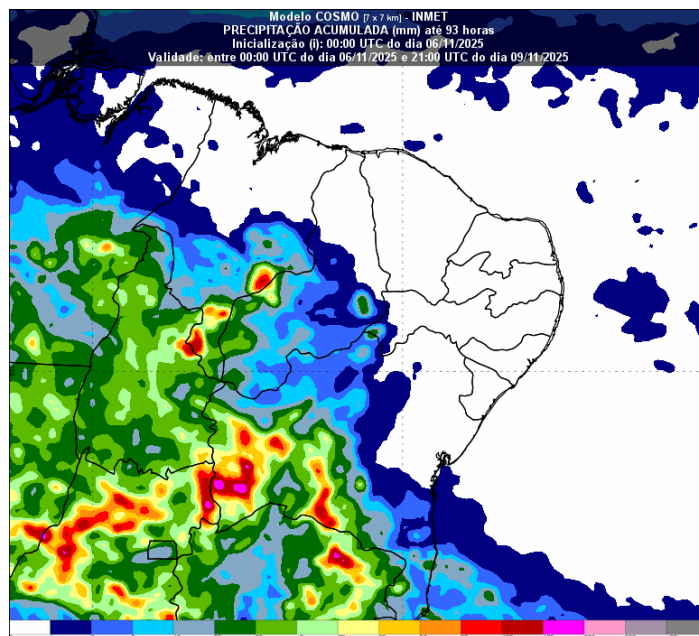 Modelo COSMO [7 x 7 km] - INMET
PRECIPITAÇÃO ACUMULADA (mm) até 93 horas
Inicialização (i): 00:00 UTC do dia 06/11/2025
Validade: entre 00:00 UTC do dia 06/11/2025 e 21:00 UTC do dia 09/11/2025